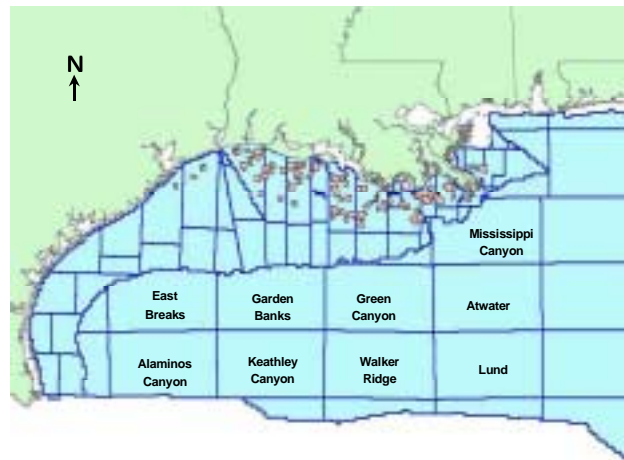 N
Mississippi
Canyon
East
Breaks
Garden
Banks
Green
Canyon
Atwater
Alaminos
Canyon
Keathley
Canyon
Walker
Ridge
Lund